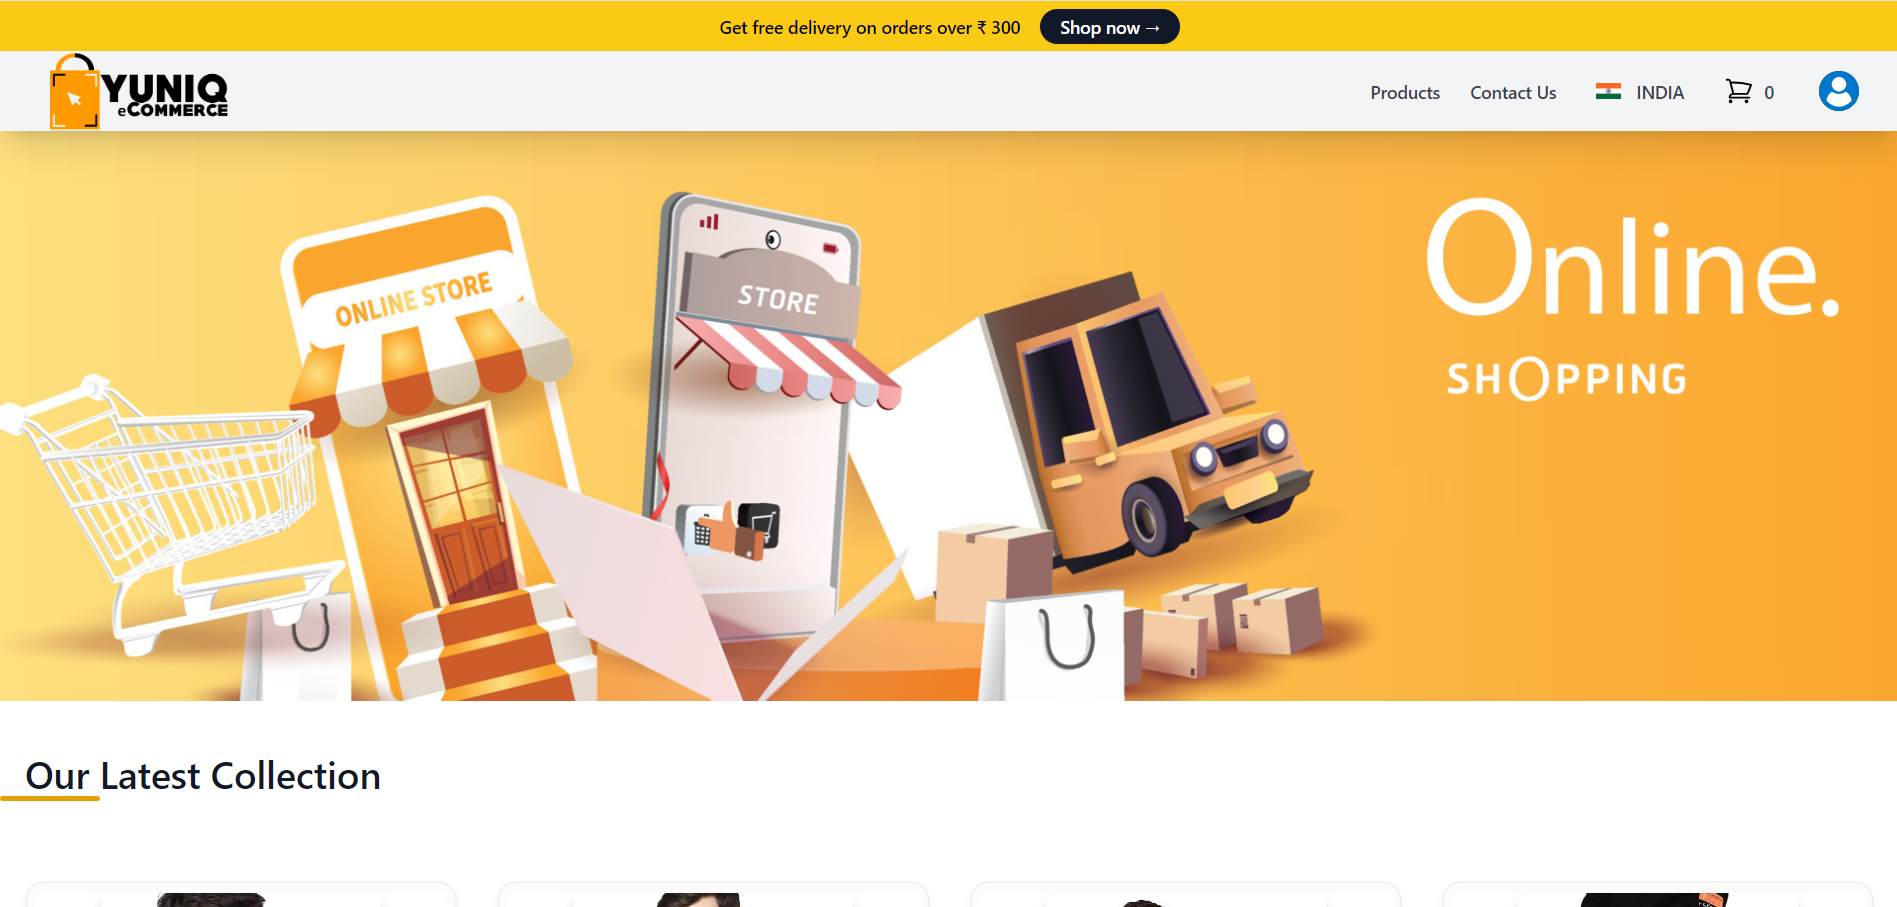 Get free delivery on orders over ₹ 300 Shop now →
YUNIQ
eCOMMERCE
Products Contact Us INDIA 0
ONLINE STORE
STORE
Online.
SHOPPING
Our Latest Collection